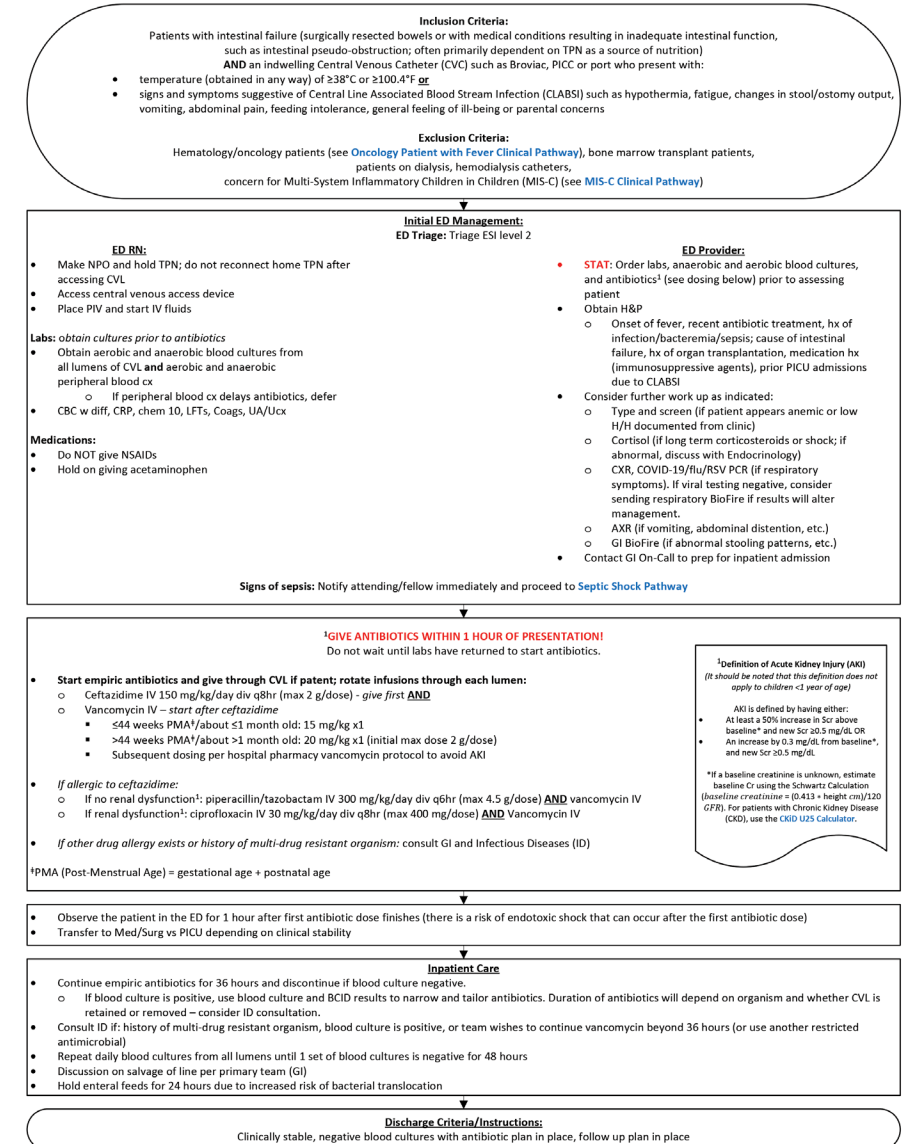 Inclusion Criteria:
Patients with intestinal failure (surgically resected bowels or with medical conditions resulting in inadequate intestinal function,
such as intestinal pseudo-obstruction; often primarily dependent on TPN as a source of nutrition)
AND an indwelling Central Venous Catheter (CVC) such as Broviac, PICC or port who present with:
• temperature (obtained in any way) of ≥38°C or ≥100.4°F or
• signs and symptoms suggestive of Central Line Associated Blood Stream Infection (CLABSI) such as hypothermia, fatigue, changes in stool/ostomy output,
vomiting, abdominal pain, feeding intolerance, general feeling of ill-being or parental concerns
Exclusion Criteria:
Hematology/oncology patients (see Oncology Patient with Fever Clinical Pathway), bone marrow transplant patients,
patients on dialysis, hemodialysis catheters,
concern for Multi-System Inflammatory Children in Children (MIS-C) (see MIS-C Clinical Pathway)
Initial ED Management:
ED Triage: Triage ESI level 2
ED RN:
• Make NPO and hold TPN; do not reconnect home TPN after
accessing CVL
• Access central venous access device
• Place PIV and start IV fluids
Labs: obtain cultures prior to antibiotics
• Obtain aerobic and anaerobic blood cultures from
all lumens of CVL and aerobic and anaerobic
peripheral blood cx
o If peripheral blood cx delays antibiotics, defer
• CBC w diff, CRP, chem 10, LFTs, Coags, UA/Ucx
Medications:
• Do NOT give NSAIDs
• Hold on giving acetaminophen
ED Provider:
• STAT: Order labs, anaerobic and aerobic blood cultures,
and antibiotics¹ (see dosing below) prior to assessing
patient
• Obtain H&P
o Onset of fever, recent antibiotic treatment, hx of
infection/bacteremia/sepsis; cause of intestinal
failure, hx of organ transplantation, medication hx
(immunosuppressive agents), prior PICU admissions
due to CLABSI
• Consider further work up as indicated:
o Type and screen (if patient appears anemic or low
H/H documented from clinic)
o Cortisol (if long term corticosteroids or shock; if
abnormal, discuss with Endocrinology)
o CXR, COVID-19/flu/RSV PCR (if respiratory
symptoms). If viral testing negative, consider
sending respiratory BioFire if results will alter
management.
o AXR (if vomiting, abdominal distention, etc.)
o GI BioFire (if abnormal stooling patterns, etc.)
• Contact GI On-Call to prep for inpatient admission
Signs of sepsis: Notify attending/fellow immediately and proceed to Septic Shock Pathway
¹GIVE ANTIBIOTICS WITHIN 1 HOUR OF PRESENTATION!
Do not wait until labs have returned to start antibiotics.
• Start empiric antibiotics and give through CVL if patent; rotate infusions through each lumen:
o Ceftazidime IV 150 mg/kg/day div q8hr (max 2 g/dose) - give first AND
o Vancomycin IV – start after ceftazidime
▪ ≤44 weeks PMA‡/about ≤1 month old: 15 mg/kg x1
▪ >44 weeks PMA‡/about >1 month old: 20 mg/kg x1 (initial max dose 2 g/dose)
▪ Subsequent dosing per hospital pharmacy vancomycin protocol to avoid AKI
• If allergic to ceftazidime:
o If no renal dysfunction¹: piperacillin/tazobactam IV 300 mg/kg/day div q6hr (max 4.5 g/dose) AND vancomycin IV
o If renal dysfunction¹: ciprofloxacin IV 30 mg/kg/day div q8hr (max 400 mg/dose) AND Vancomycin IV
• If other drug allergy exists or history of multi-drug resistant organism: consult GI and Infectious Diseases (ID)
‡PMA (Post-Menstrual Age) = gestational age + postnatal age
¹Definition of Acute Kidney Injury (AKI)
(It should be noted that this definition does not
apply to children <1 year of age)
AKI is defined by having either:
• At least a 50% increase in Scr above
baseline* and new Scr ≥0.5 mg/dL OR
• An increase by 0.3 mg/dL from baseline*,
and new Scr ≥0.5 mg/dL
*If a baseline creatinine is unknown, estimate
baseline Cr using the Schwartz Calculation
(baseline creatinine = (0.413 * height cm)/120
GFR). For patients with Chronic Kidney Disease
(CKD), use the CKiD U25 Calculator.
• Observe the patient in the ED for 1 hour after first antibiotic dose finishes (there is a risk of endotoxic shock that can occur after the first antibiotic dose)
• Transfer to Med/Surg vs PICU depending on clinical stability
Inpatient Care
• Continue empiric antibiotics for 36 hours and discontinue if blood culture negative.
o If blood culture is positive, use blood culture and BCID results to narrow and tailor antibiotics. Duration of antibiotics will depend on organism and whether CVL is
retained or removed – consider ID consultation.
• Consult ID if: history of multi-drug resistant organism, blood culture is positive, or team wishes to continue vancomycin beyond 36 hours (or use another restricted
antimicrobial)
• Repeat daily blood cultures from all lumens until 1 set of blood cultures is negative for 48 hours
• Discussion on salvage of line per primary team (GI)
• Hold enteral feeds for 24 hours due to increased risk of bacterial translocation
Discharge Criteria/Instructions:
Clinically stable, negative blood cultures with antibiotic plan in place, follow up plan in place